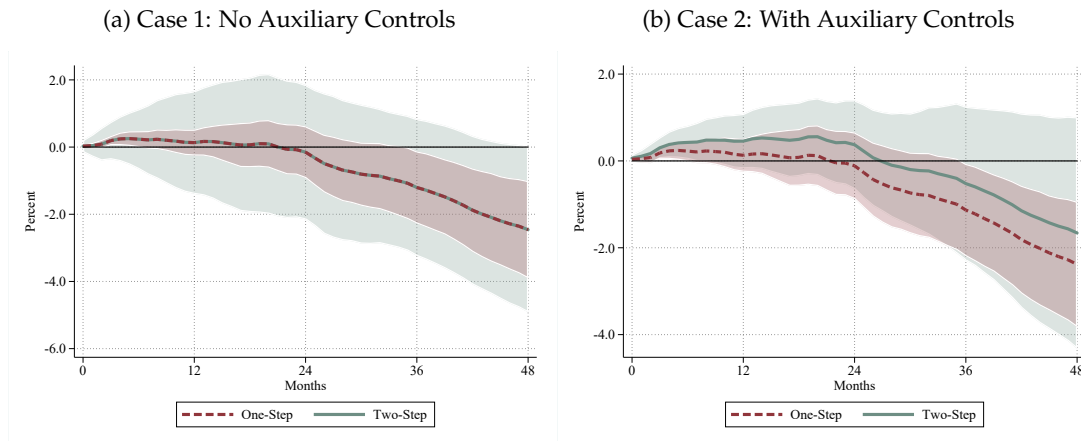 (a) Case 1: No Auxiliary Controls
2.0
0.0
-2.0
-4.0
-6.0
Percent
0 12 24 36 48
Months
One-Step Two-Step
(b) Case 2: With Auxiliary Controls
2.0
0.0
-2.0
-4.0
Percent
0 12 24 36 48
Months
One-Step Two-Step